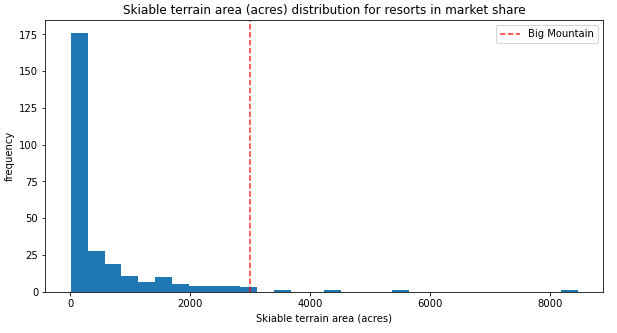 Skiable terrain area (acres) distribution for resorts in market share
Big Mountain
175
150
125
100
75
50
25
0
frequency
0 2000 4000 6000 8000
Skiable terrain area (acres)